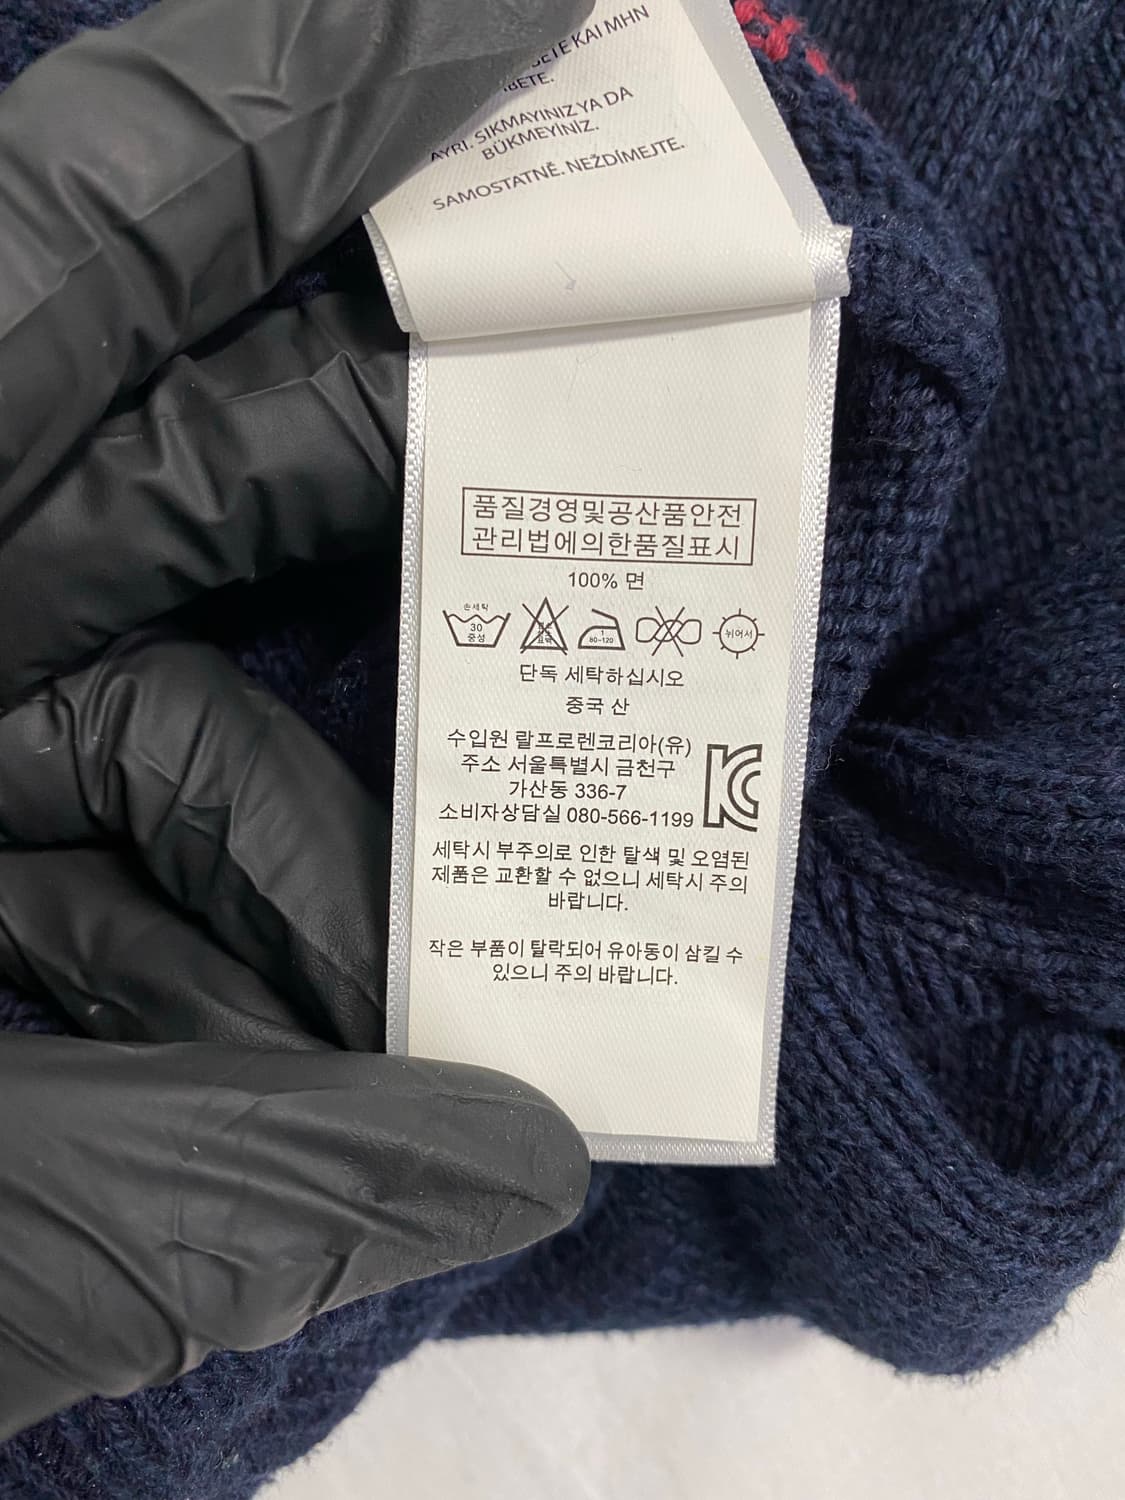 ΣΕΤΕ ΚΑΙ ΜΗΝ
AYRI. SIKMAYINIZ YA DA
BÜKMEYİNİZ.
SAMOSTATNĚ. NEŽDÍMEJTE.
품질경영및공산품안전
관리법에의한품질표시
100% 면
손세탁
30
중성
1
80-120
뉘어서
단독 세탁하십시오
중국 산
수입원 랄프로렌코리아(유)
주소 서울특별시 금천구
가산동 336-7
소비자상담실 080-566-1199
세탁시 부주의로 인한 탈색 및 오염된
제품은 교환할 수 없으니 세탁시 주의
바랍니다.
작은 부품이 탈락되어 유아동이 삼킬 수
있으니 주의 바랍니다.